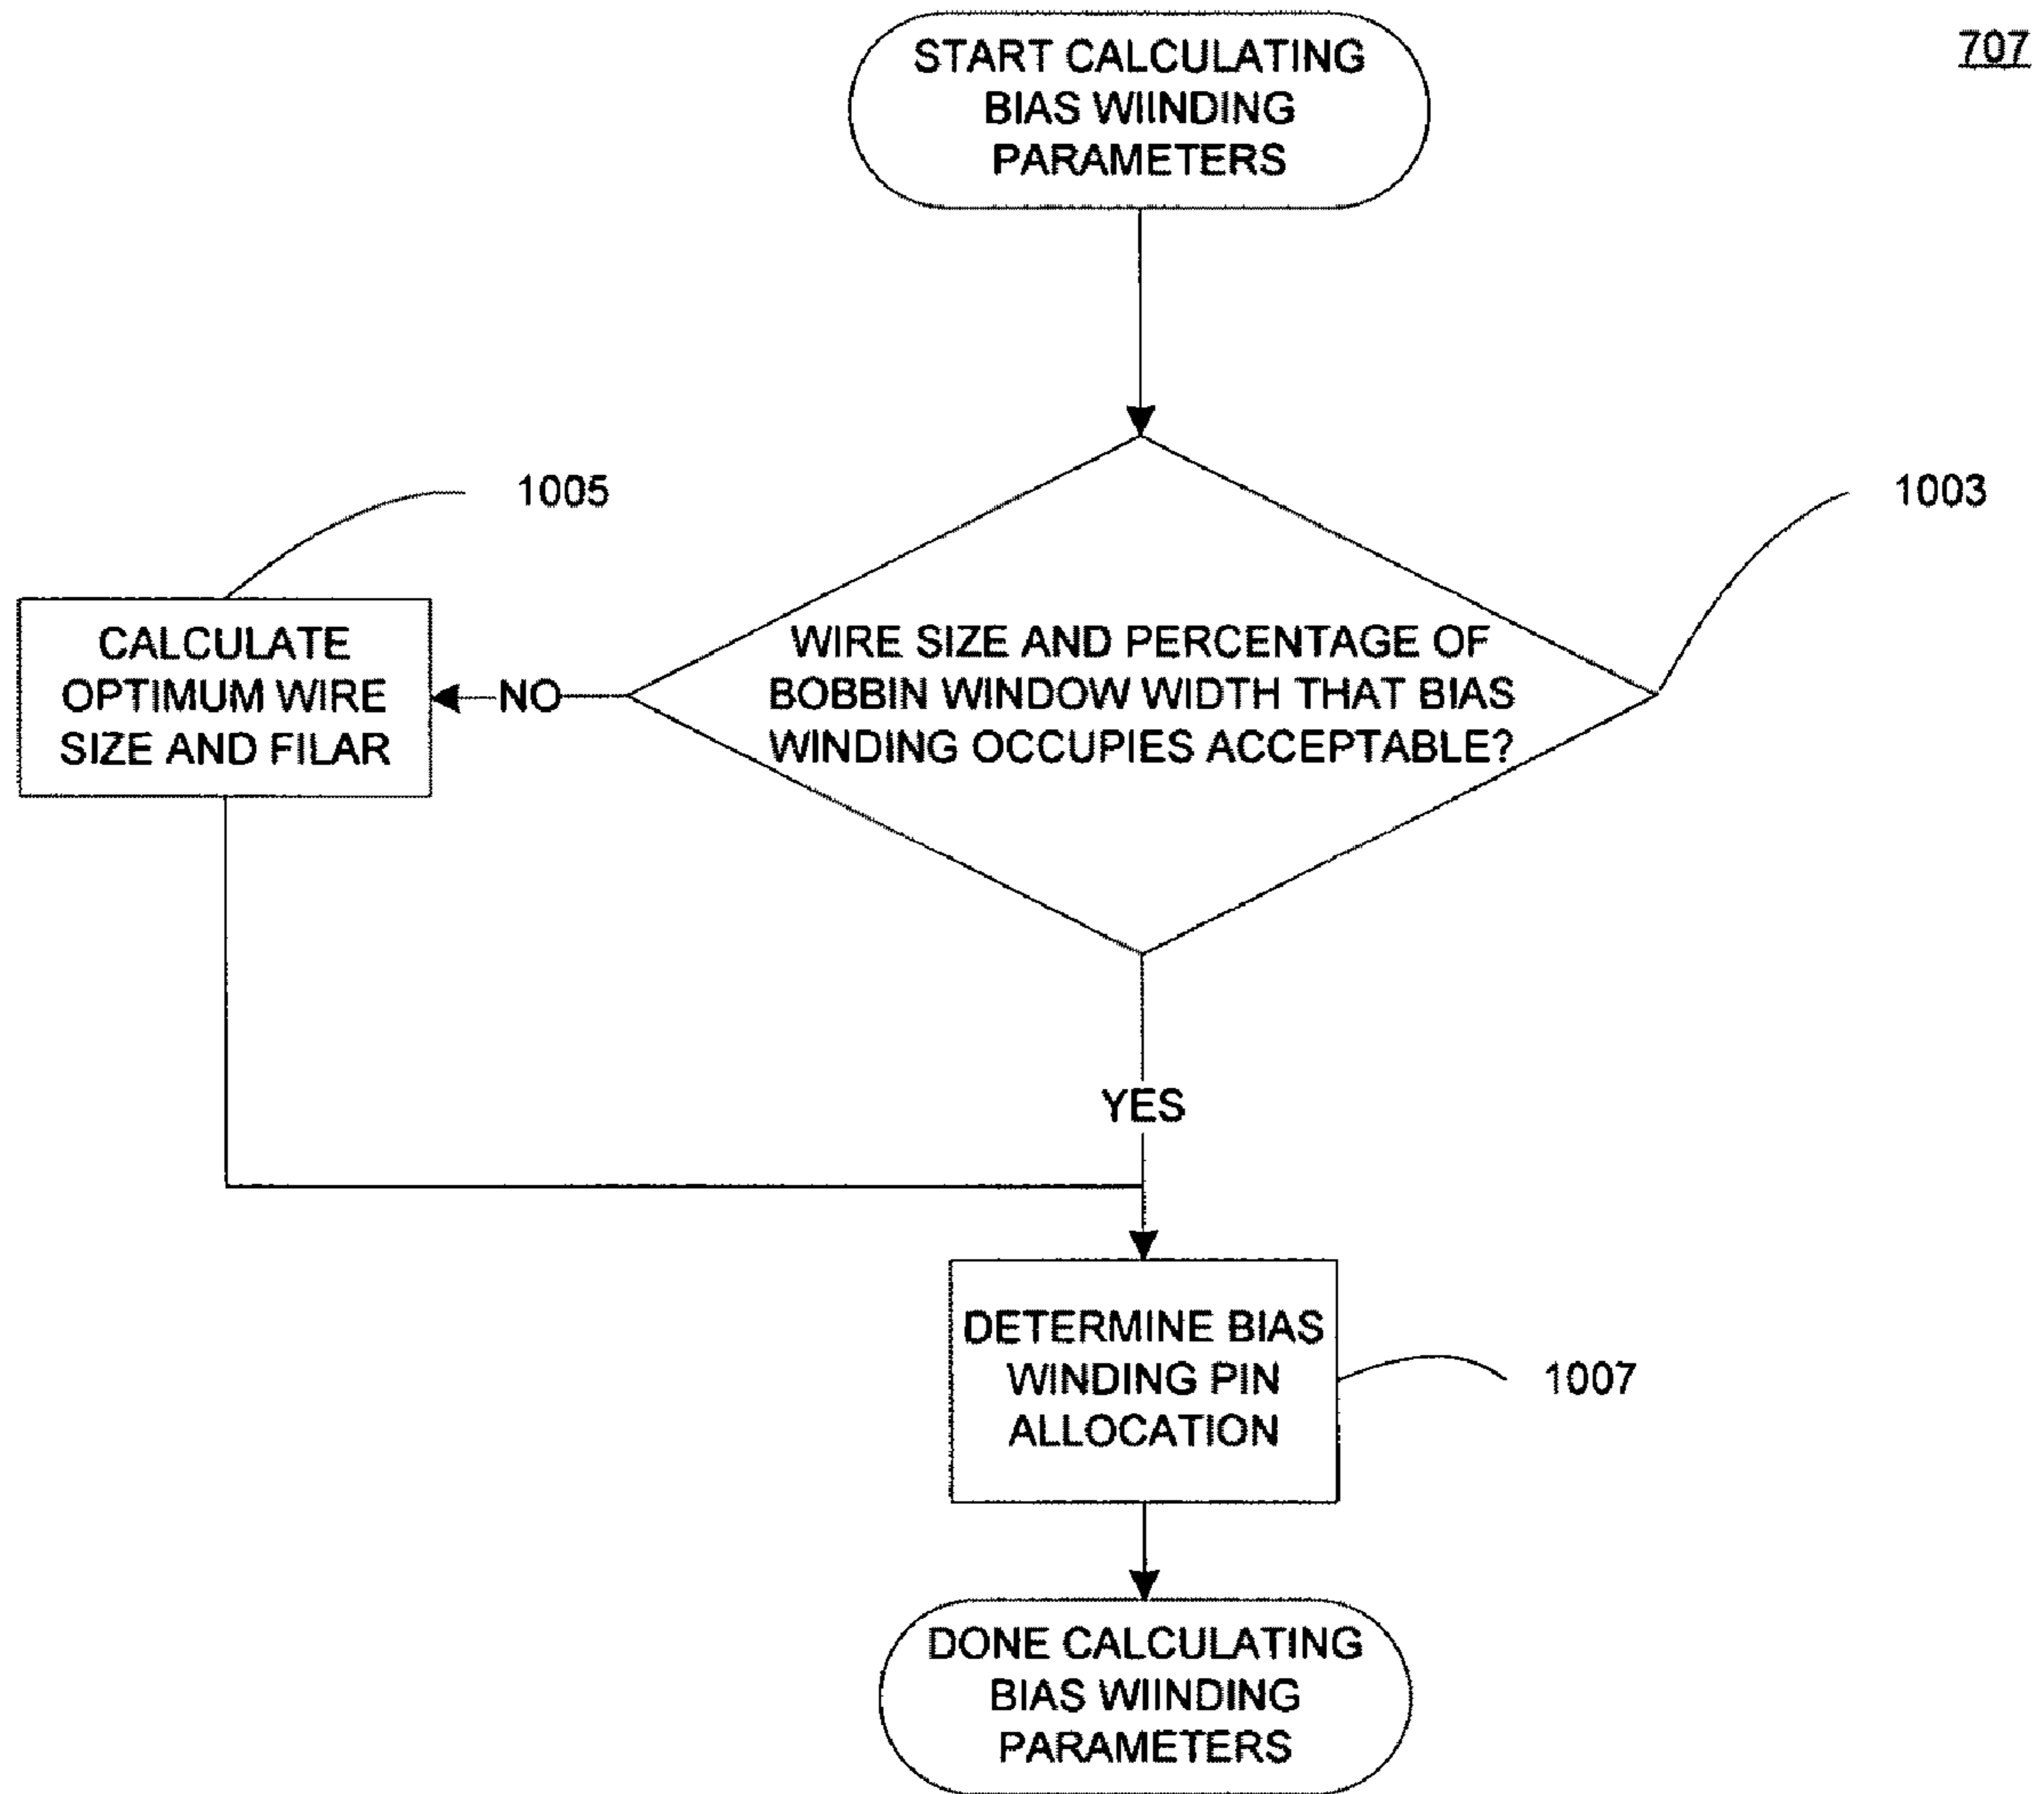 707
START CALCULATING
BIAS WIINDING
PARAMETERS
1005
1003
CALCULATE
OPTIMUM WIRE
SIZE AND FILAR
NO
WIRE SIZE AND PERCENTAGE OF
BOBBIN WINDOW WIDTH THAT BIAS
WINDING OCCUPIES ACCEPTABLE?
YES
DETERMINE BIAS
WINDING PIN
ALLOCATION
1007
DONE CALCULATING
BIAS WIINDING
PARAMETERS